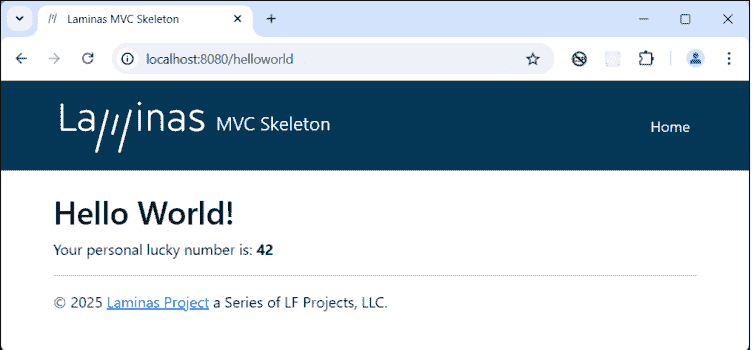 Laminas MVC Skeleton
localhost:8080/helloworld
Laminas MVC Skeleton
Home
Hello World!
Your personal lucky number is: 42
© 2025 Laminas Project a Series of LF Projects, LLC.